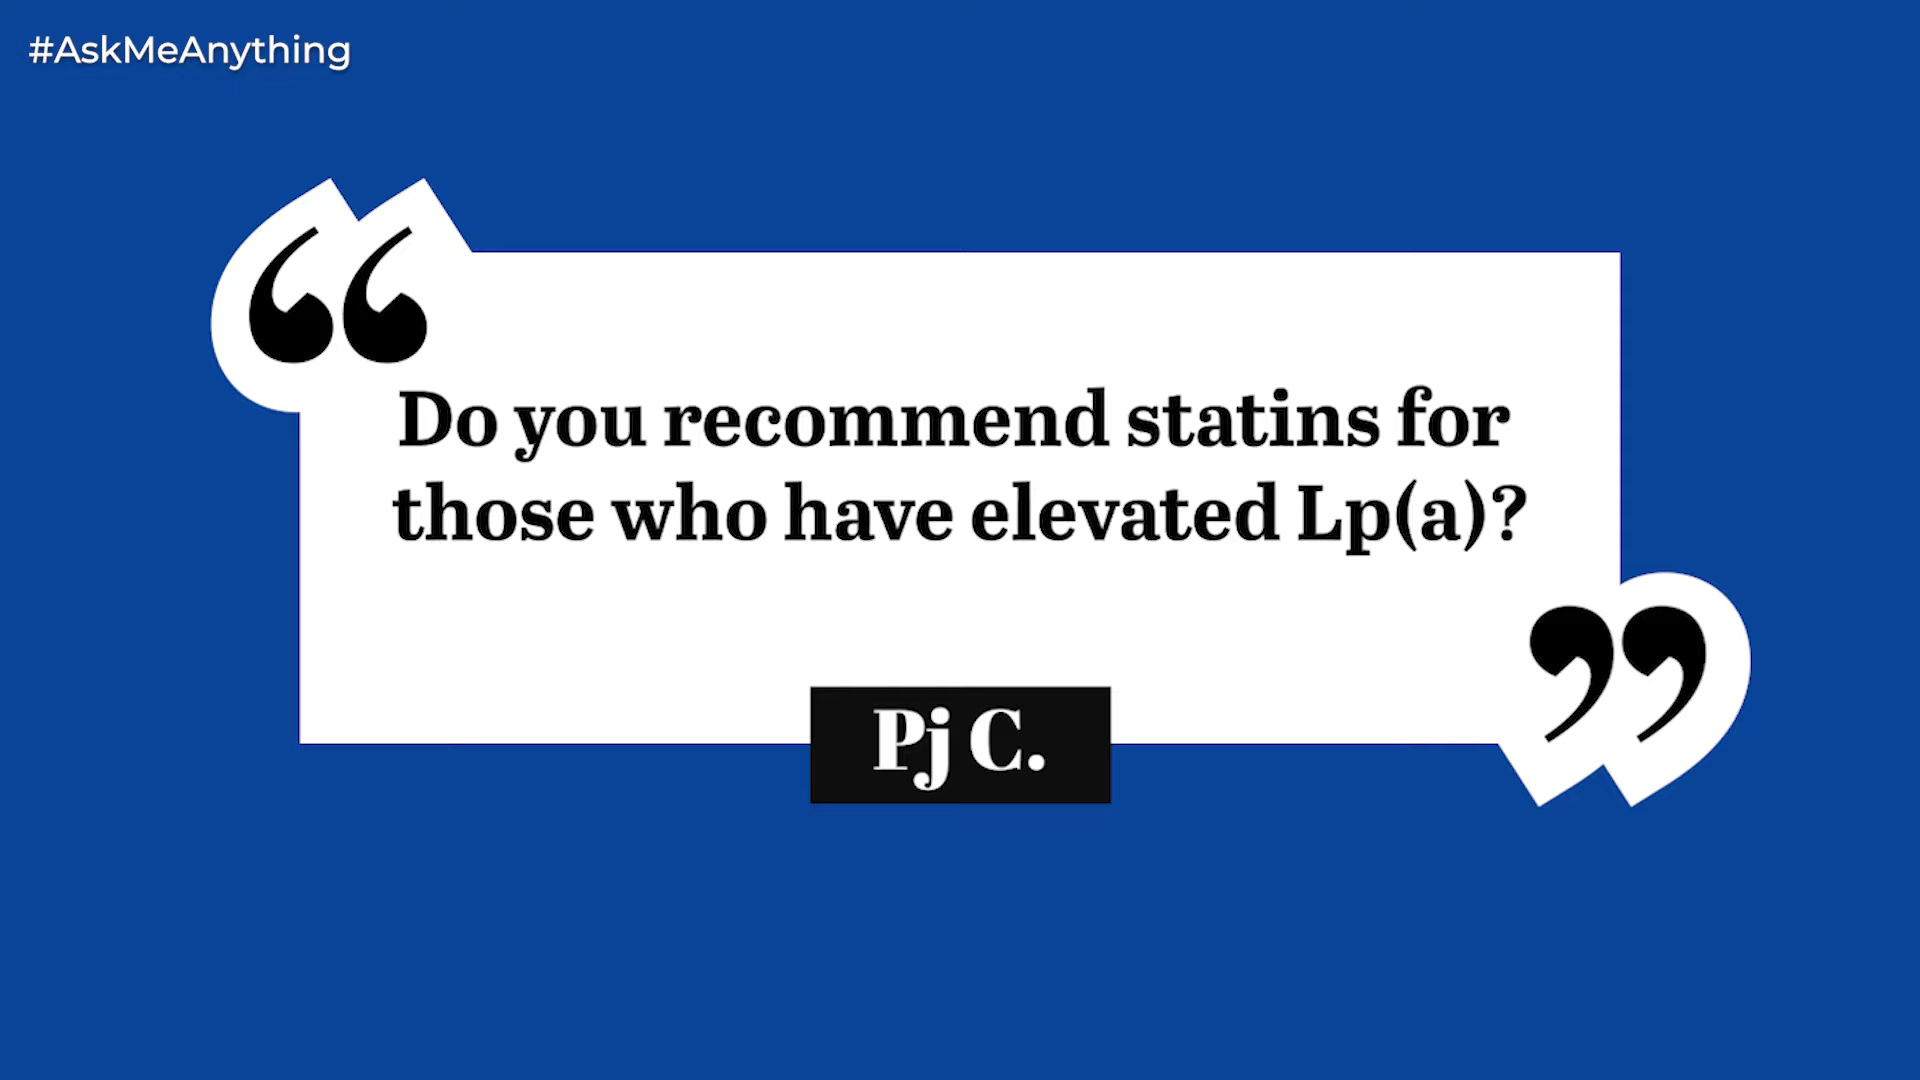 #AskMeAnything
“
Do you recommend statins for
those who have elevated Lp(a)?
”
Pj C.